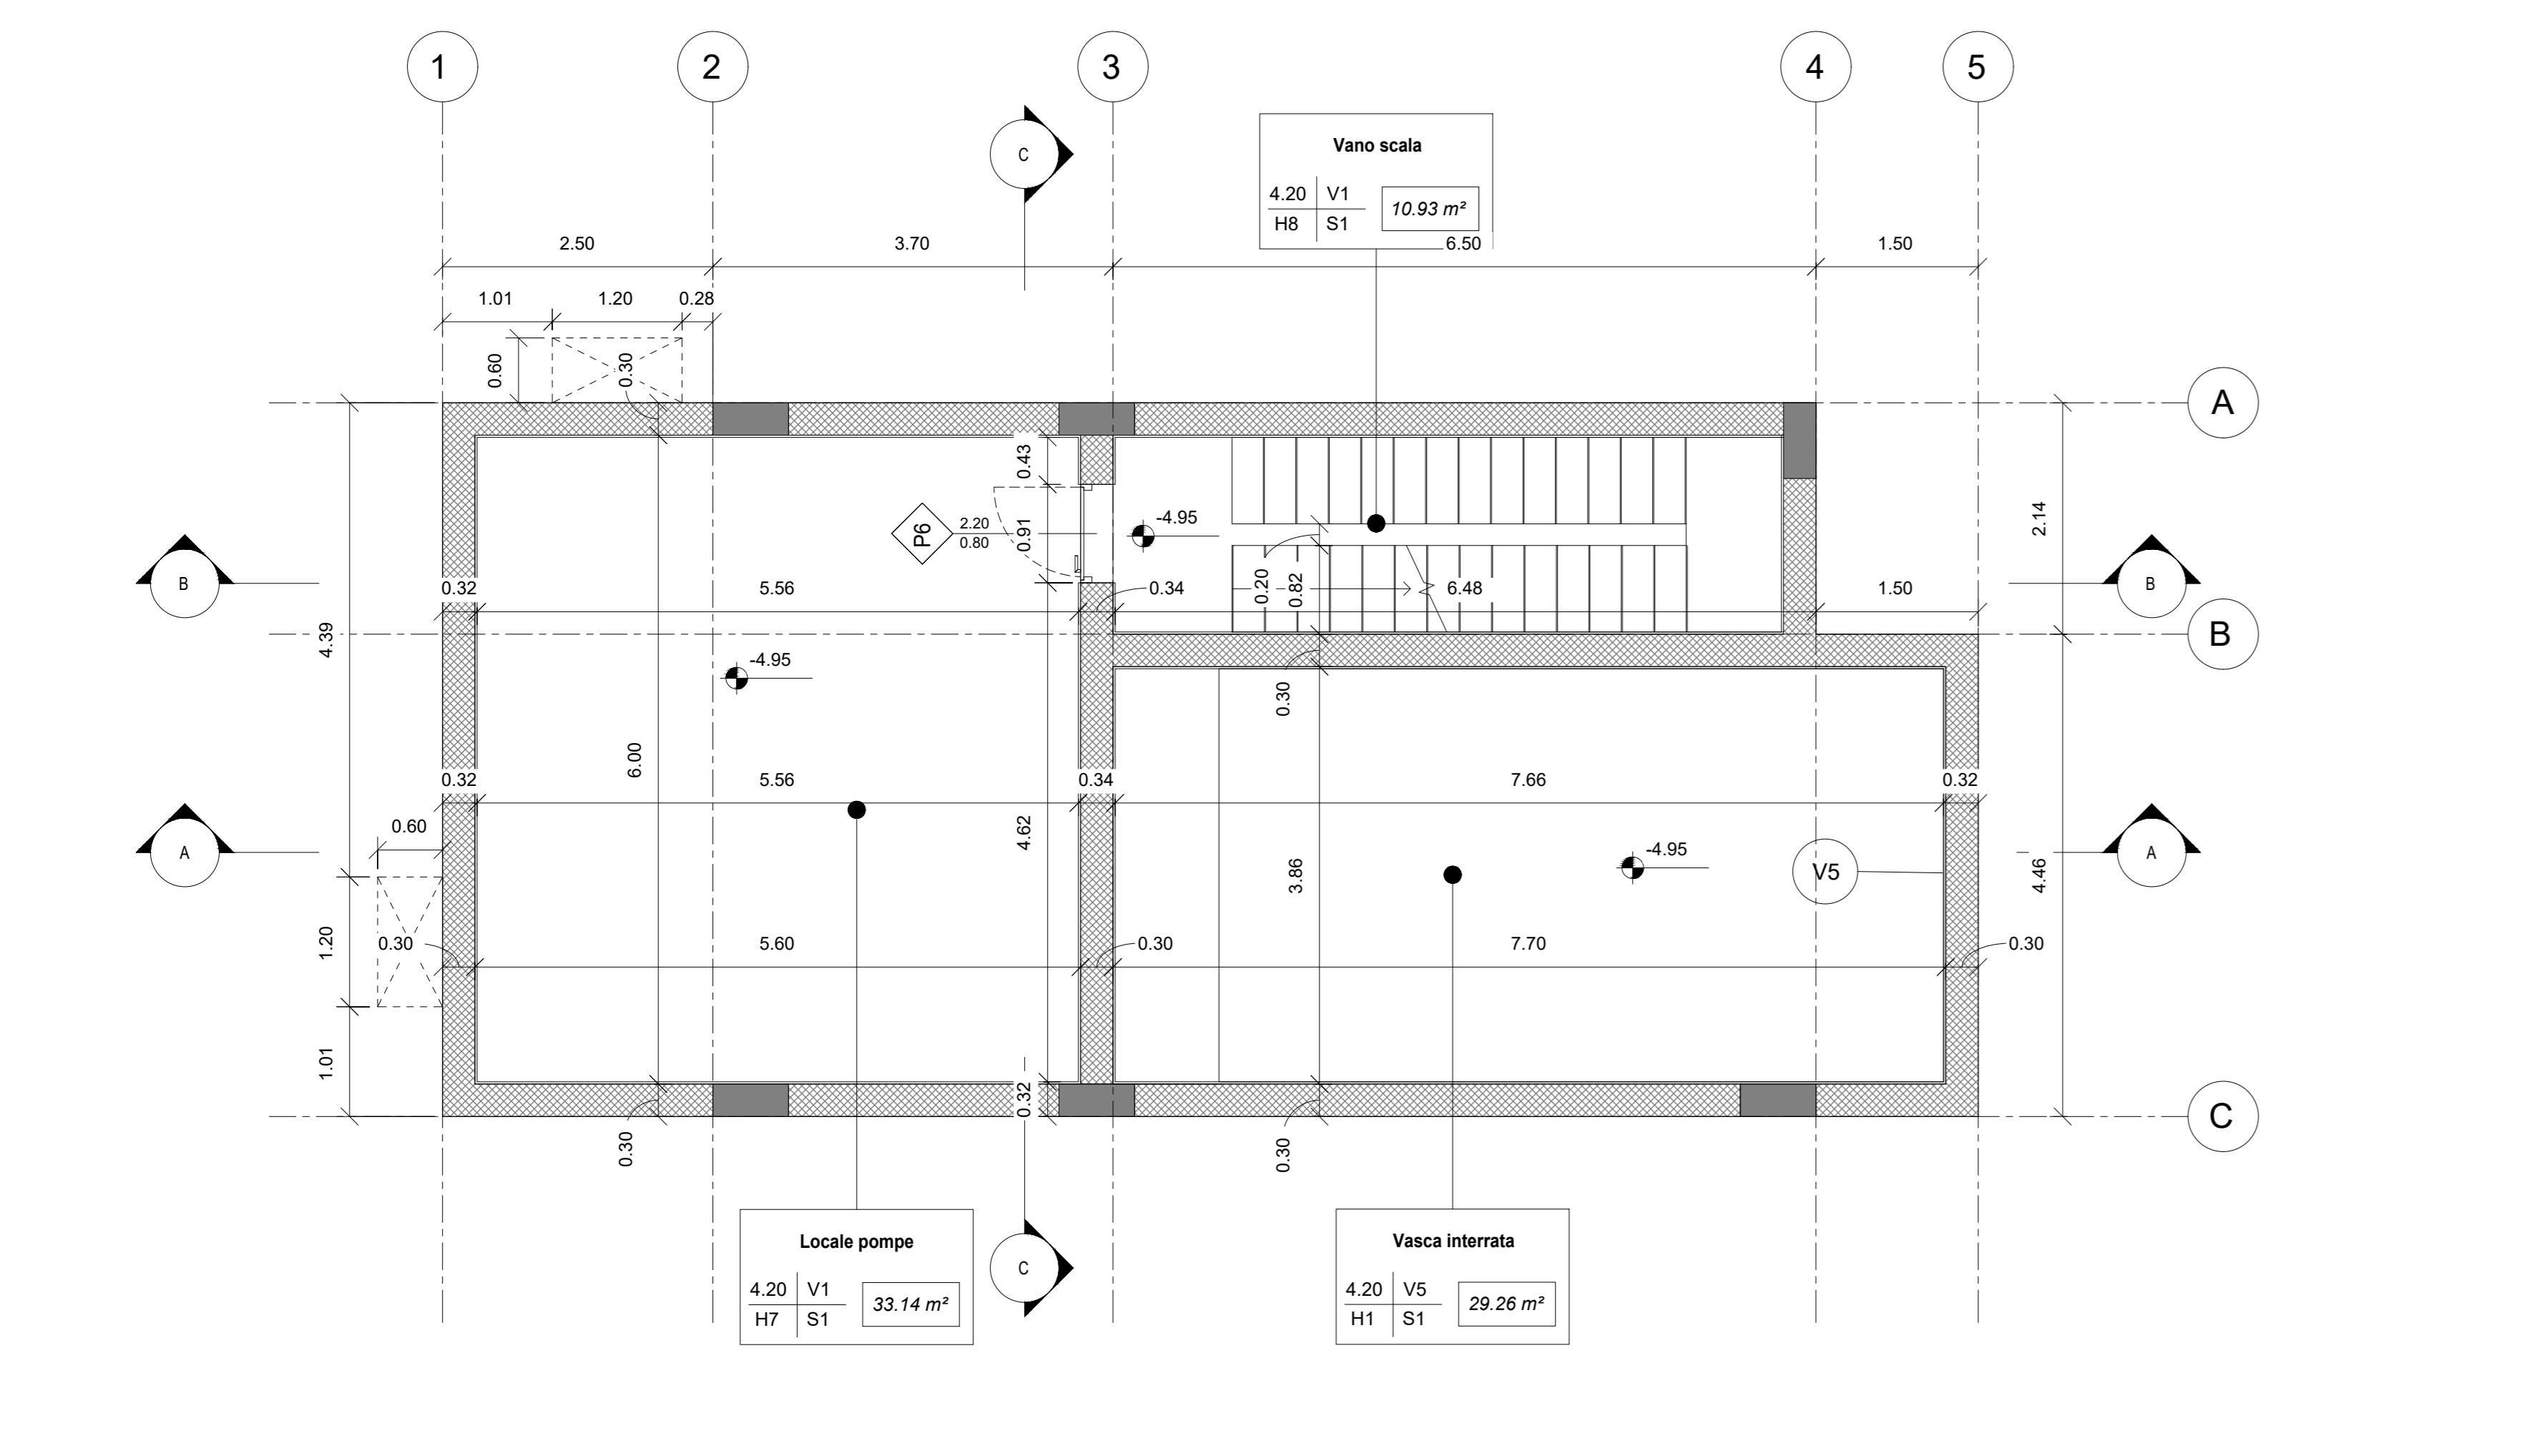 1
2
3
4
5
C
Vano scala
4.20 V1
10.93 m²
H8 S1
2.50
3.70
6.50
1.50
1.01
1.20
0.28
0.60
0.30
A
0.43
P6
2.20
0.80
0.91
-4.95
2.14
B
B
0.32
5.56
0.34
0.20
0.82
6.48
1.50
4.39
B
-4.95
0.30
6.00
0.32
5.56
0.34
7.66
0.32
0.60
4.62
A
3.86
-4.95
V5
4.46
A
1.20
0.30
5.60
0.30
7.70
0.30
1.01
0.32
0.30
0.30
C
Locale pompe
4.20 V1
33.14 m²
H7 S1
C
Vasca interrata
4.20 V5
29.26 m²
H1 S1